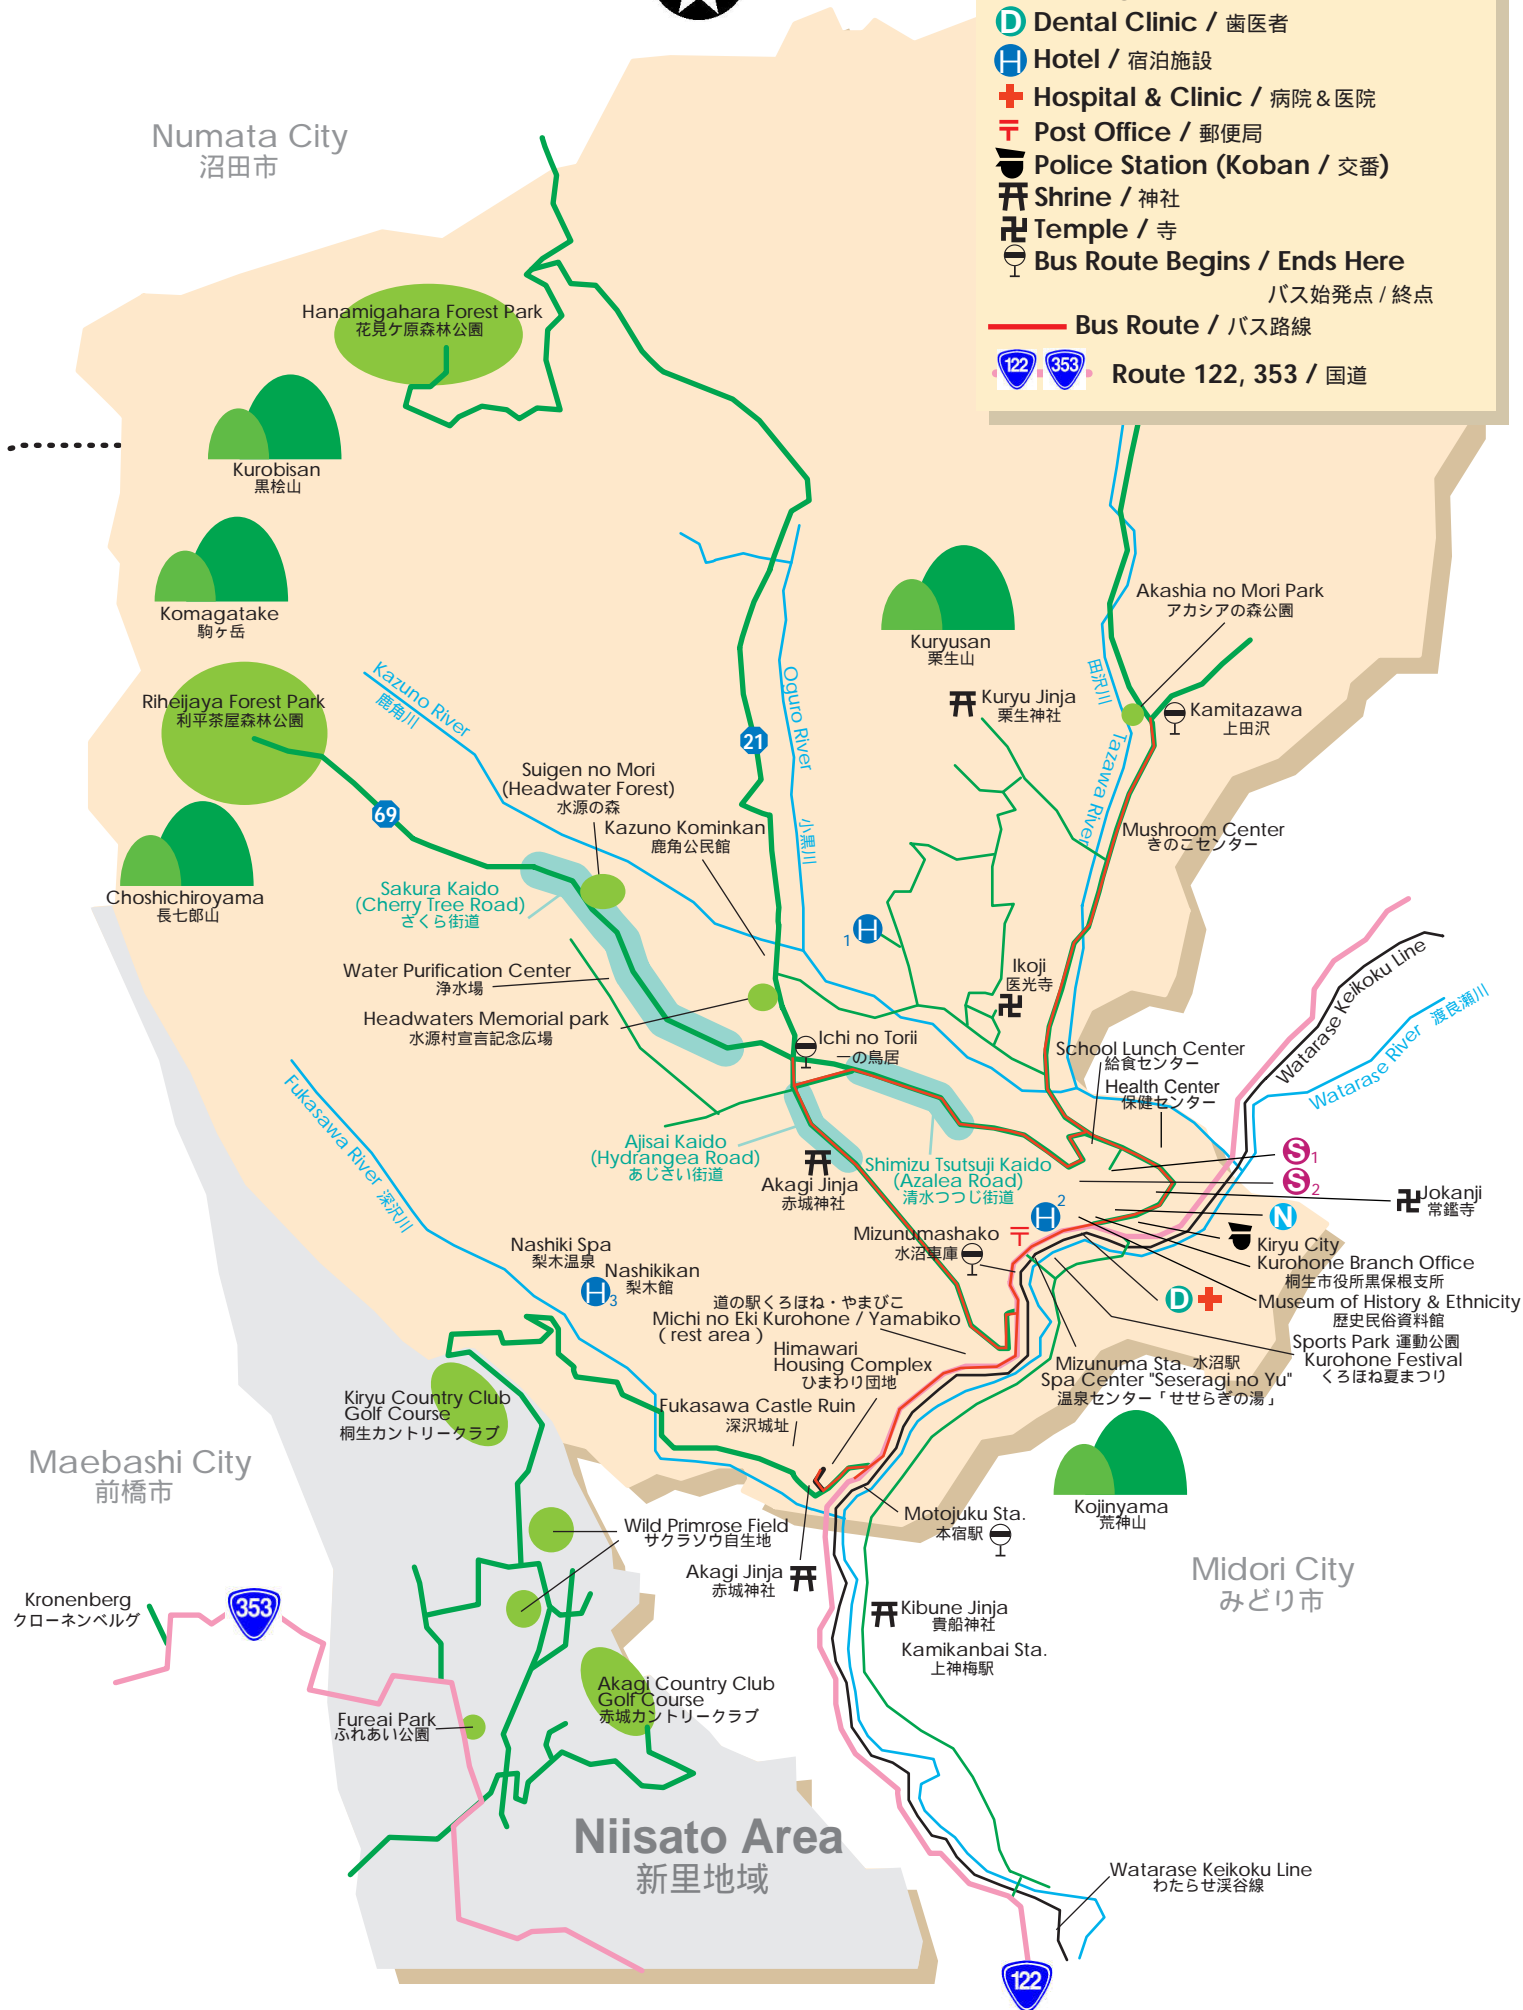 Dental Clinic / 歯医者
Hotel / 宿泊施設
Hospital & Clinic / 病院＆医院
Post Office / 郵便局
Police Station (Koban / 交番)
Shrine / 神社
Temple / 寺
Bus Route Begins / Ends Here
バス始発点 / 終点
Bus Route / バス路線
122 353 Route 122, 353 / 国道
D
H
Numata City
沼田市
Hanamigahara Forest Park
花見ケ原森林公園
Kurobisan
黒桧山
Komagatake
駒ヶ岳
Kuryusan
栗生山
Akashia no Mori Park
アカシアの森公園
田沢川
Tazawa River
Kuryu Jinja
栗生神社
Kamitazawa
上田沢
Kazuno River
鹿角川
Oguro River
小黒川
Riheijaya Forest Park
利平茶屋森林公園
21
69
Suigen no Mori
(Headwater Forest)
水源の森
Kazuno Kominkan
鹿角公民館
Mushroom Center
きのこセンター
Choshichiroyama
長七郎山
Sakura Kaido
(Cherry Tree Road)
さくら街道
1 H
Water Purification Center
浄水場
Ikoji
医光寺
Headwaters Memorial park
水源村宣言記念広場
Ichi no Torii
一の鳥居
School Lunch Center
給食センター
Health Center
保健センター
Watarase Keikoku Line
Watarase River 渡良瀬川
Fukasawa River 深沢川
Ajisai Kaido
(Hydrangea Road)
あじさい街道
Akagi Jinja
赤城神社
Shimizu Tsutsuji Kaido
(Azalea Road)
清水つつじ街道
S1
S2
Jokanji
常鑑寺
H 2
N
Mizunumashako
水沼車庫
Kiryu City
Kurohone Branch Office
桐生市役所黒保根支所
Nashiki Spa
梨木温泉
Nashikikan
梨木館
H 3
D
Museum of History & Ethnicity
歴史民俗資料館
道の駅くろほね・やまびこ
Michi no Eki Kurohone / Yamabiko
( rest area )
Sports Park 運動公園
Kurohone Festival
くろほね夏まつり
Himawari
Housing Complex
ひまわり団地
Mizunuma Sta. 水沼駅
Spa Center "Seseragi no Yu"
温泉センター「せせらぎの湯」
Kiryu Country Club
Golf Course
桐生カントリークラブ
Fukasawa Castle Ruin
深沢城址
Maebashi City
前橋市
Kojinyama
荒神山
Motojuku Sta.
本宿駅
Wild Primrose Field
サクラソウ自生地
Akagi Jinja
赤城神社
Midori City
みどり市
Kronenberg
クローネンベルグ
353
Kibune Jinja
貴船神社
Kamikanbai Sta.
上神梅駅
Akagi Country Club
Golf Course
赤城カントリークラブ
Fureai Park
ふれあい公園
Niisato Area
新里地域
Watarase Keikoku Line
わたらせ渓谷線
122